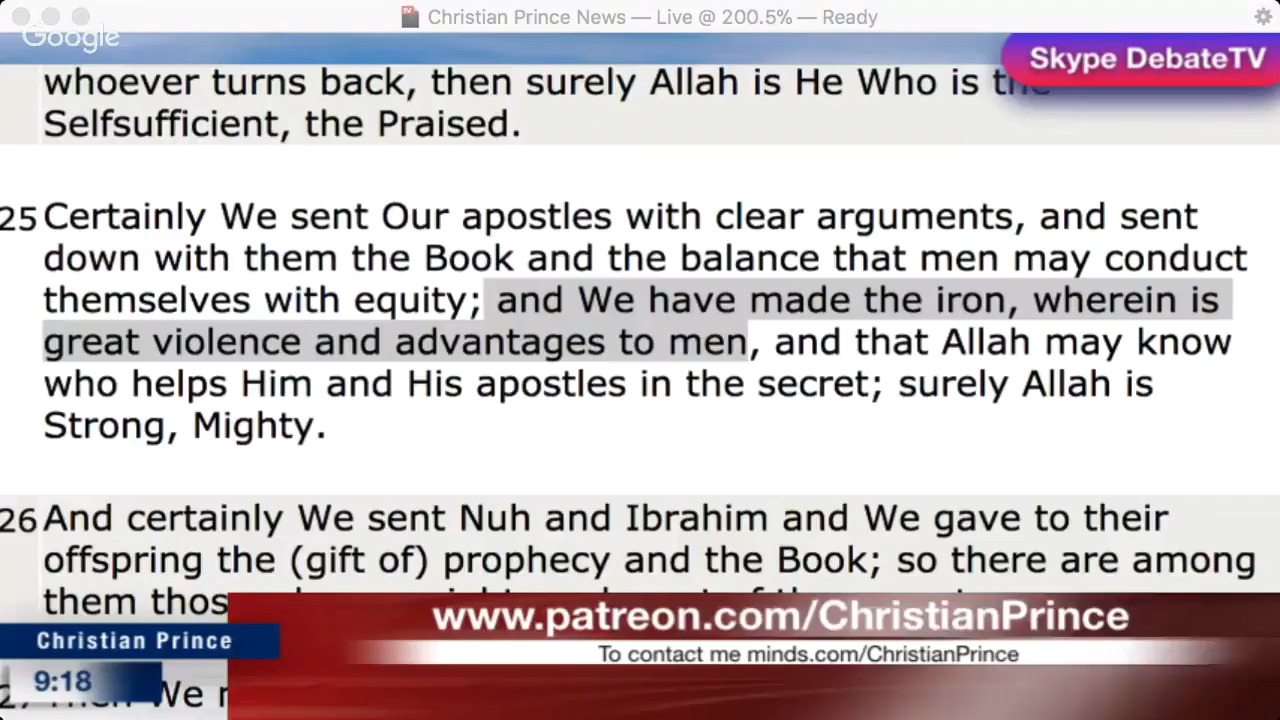 Christian Prince News — Live @ 200.5% — Ready
Google
Skype DebateTV
whoever turns back, then surely Allah is He Who is the
Selfsufficient, the Praised.
25 Certainly We sent Our apostles with clear arguments, and sent
down with them the Book and the balance that men may conduct
themselves with equity; and We have made the iron, wherein is
great violence and advantages to men, and that Allah may know
who helps Him and His apostles in the secret; surely Allah is
Strong, Mighty.
26 And certainly We sent Nuh and Ibrahim and We gave to their
offspring the (gift of) prophecy and the Book; so there are among
them
www.patreon.com/ChristianPrince
Christian Prince
To contact me minds.com/ChristianPrince
9:18
We